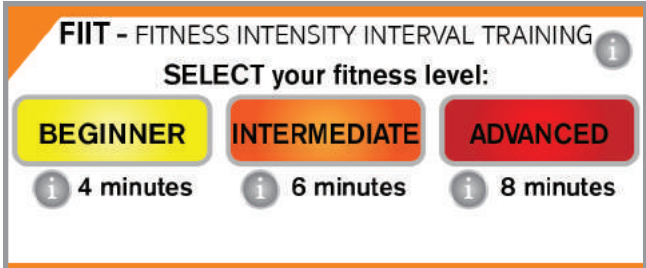 FIIT - FITNESS INTENSITY INTERVAL TRAINING i
SELECT your fitness level:
BEGINNER INTERMEDIATE ADVANCED
i 4 minutes i 6 minutes i 8 minutes